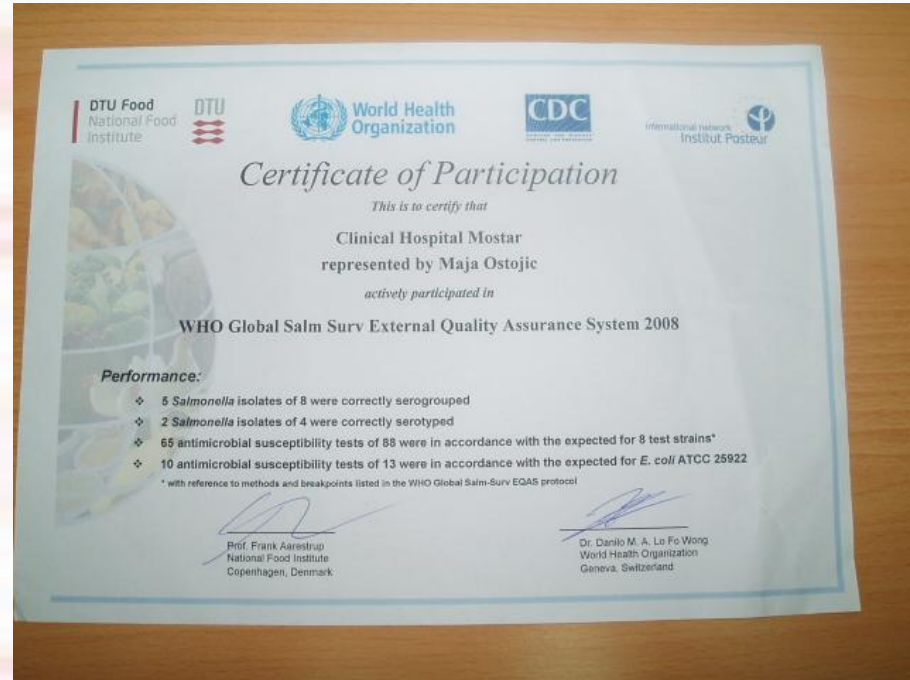 DTU Food
National Food
Institute
DTU
World Health
Organization
CDC
International network
Institut Pasteur
Certificate of Participation
This is to certify that
Clinical Hospital Mostar
represented by Maja Ostojic
actively participated in
WHO Global Salm Surv External Quality Assurance System 2008
Performance:
❖ 5 Salmonella isolates of 8 were correctly serogrouped
❖ 2 Salmonella isolates of 4 were correctly serotyped
❖ 65 antimicrobial susceptibility tests of 88 were in accordance with the expected for 8 test strains*
❖ 10 antimicrobial susceptibility tests of 13 were in accordance with the expected for E. coli ATCC 25922
* with reference to methods and breakpoints listed in the WHO Global Salm-Surv EQAS protocol
Prof. Frank Aarestrup
National Food Institute
Copenhagen, Denmark
Dr. Danilo M. A. Lo Fo Wong
World Health Organization
Geneva, Switzerland